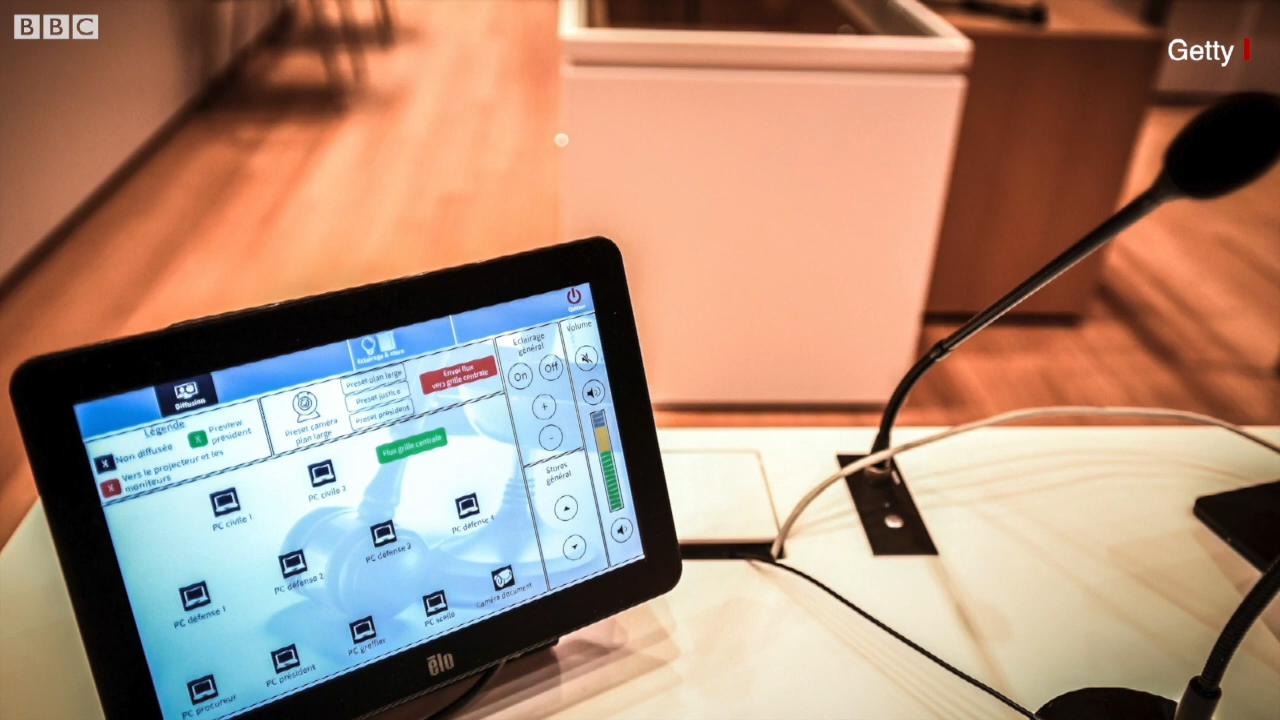 BBC
Getty
Quitter
Eclairage & store
Diffusion
Légende
Non diffusée
X
Preview
président
X
Vers le projecteur et les
moniteurs
X
Preset camera
plan large
Preset plan large
Preset justice
Preset président
Envoi flux
vers grille centrale
Eclairage
général
On
Off
+
-
Volume
Stores
général
Flux grille centrale
PC civile 1
PC civile 2
PC défense 1
PC défense 2
PC défense 3
PC défense 4
PC procureur
PC président
PC greffier
PC scellé
Caméra document
elo